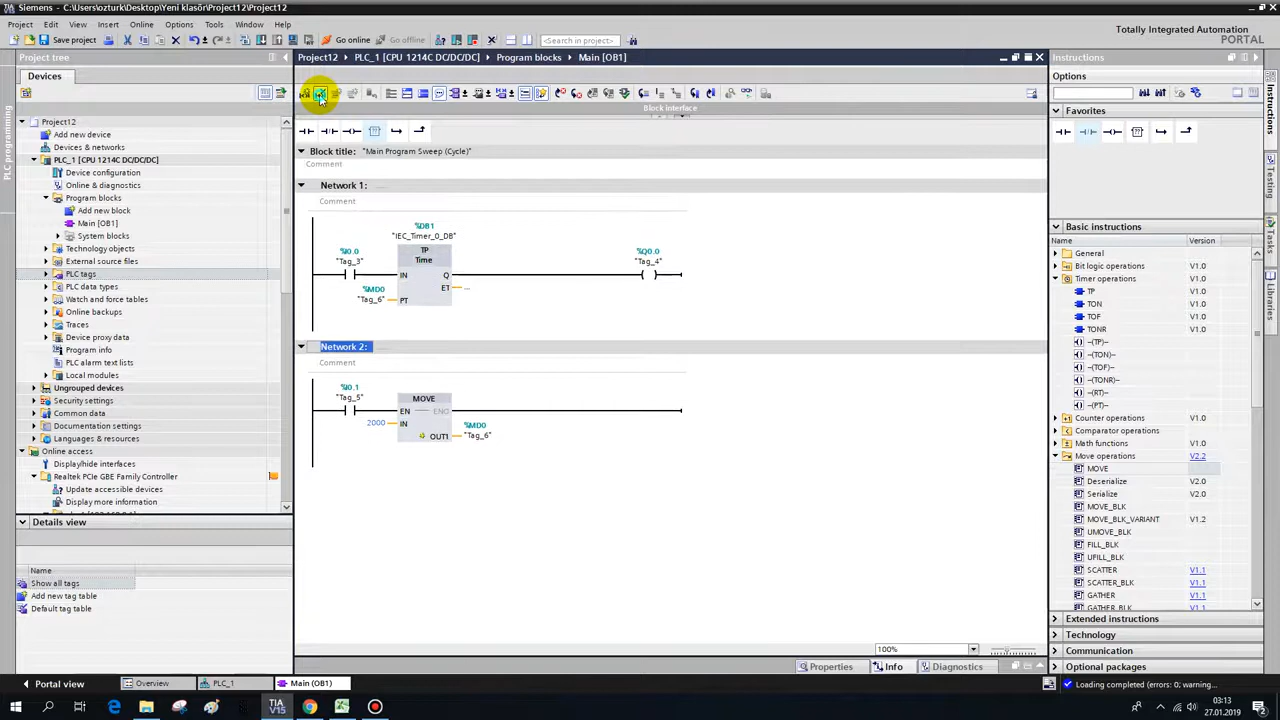 Siemens - C:\Users\ozturk\Desktop\Yeni klasör\Project12\Project12
Project Edit View Insert Online Options Tools Window Help
Totally Integrated Automation
PORTAL
Save project Go online Go offline <Search in project>
Project tree
Project12 ▸ PLC_1 [CPU 1214C DC/DC/DC] ▸ Program blocks ▸ Main [OB1]
Instructions
Devices
Options
Block interface
Favorites
Project12
Add new device
Devices & networks
PLC_1 [CPU 1214C DC/DC/DC]
Device configuration
Online & diagnostics
Program blocks
Add new block
Main [OB1]
System blocks
Technology objects
External source files
PLC tags
PLC data types
Watch and force tables
Online backups
Traces
Device proxy data
Program info
PLC alarm text lists
Local modules
Ungrouped devices
Security settings
Common data
Documentation settings
Languages & resources
Online access
Display/hide interfaces
Realtek PCIe GBE Family Controller
Update accessible devices
Display more information
Details view
Name
Show all tags
Add new tag table
Default tag table
Block title: "Main Program Sweep (Cycle)"
Comment
Network 1:
Comment
%DB1
"IEC_Timer_0_DB"
%I0.0
"Tag_3"
TP
Time
IN Q
ET ...
%MD0
"Tag_6" PT
%Q0.0
"Tag_4"
Network 2:
Comment
%I0.1
"Tag_5"
MOVE
EN ENO
2000 IN
OUT1
%MD0
"Tag_6"
100%
Properties Info Diagnostics
Basic instructions
Name Version
General
Bit logic operations V1.0
Timer operations V1.0
TP V1.0
TON V1.0
TOF V1.0
TONR V1.0
-(TP)-
-(TON)-
-(TOF)-
-(TONR)-
-(RT)-
-(PT)-
Counter operations V1.0
Comparator operations
Math functions V1.0
Move operations V2.2
MOVE
Deserialize V2.0
Serialize V2.0
MOVE_BLK
MOVE_BLK_VARIANT V1.2
UMOVE_BLK
FILL_BLK
UFILL_BLK
SCATTER V1.1
SCATTER_BLK V1.1
GATHER V1.1
GATHER_BLK V1.1
Extended instructions
Technology
Communication
Optional packages
PLC programming
Instructions
Testing
Tasks
Libraries
Portal view Overview PLC_1 Main (OB1)
Loading completed (errors: 0; warning...
TIA
V15
03:13
27.01.2019
2